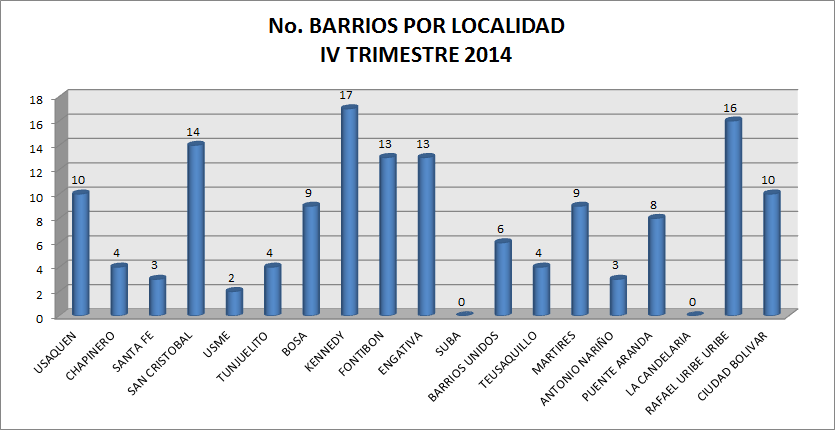 No. BARRIOS POR LOCALIDAD
IV TRIMESTRE 2014
18
16
14
12
10
8
6
4
2
0
10
4
3
14
2
4
9
17
13
13
0
6
4
9
3
8
0
16
10
USAQUEN
CHAPINERO
SANTA FE
SAN CRISTOBAL
USME
TUNJUELITO
BOSA
KENNEDY
FONTIBON
ENGATIVA
SUBA
BARRIOS UNIDOS
TEUSAQUILLO
MARTIRES
ANTONIO NARIÑO
PUENTE ARANDA
LA CANDELARIA
RAFAEL URIBE URIBE
CIUDAD BOLIVAR